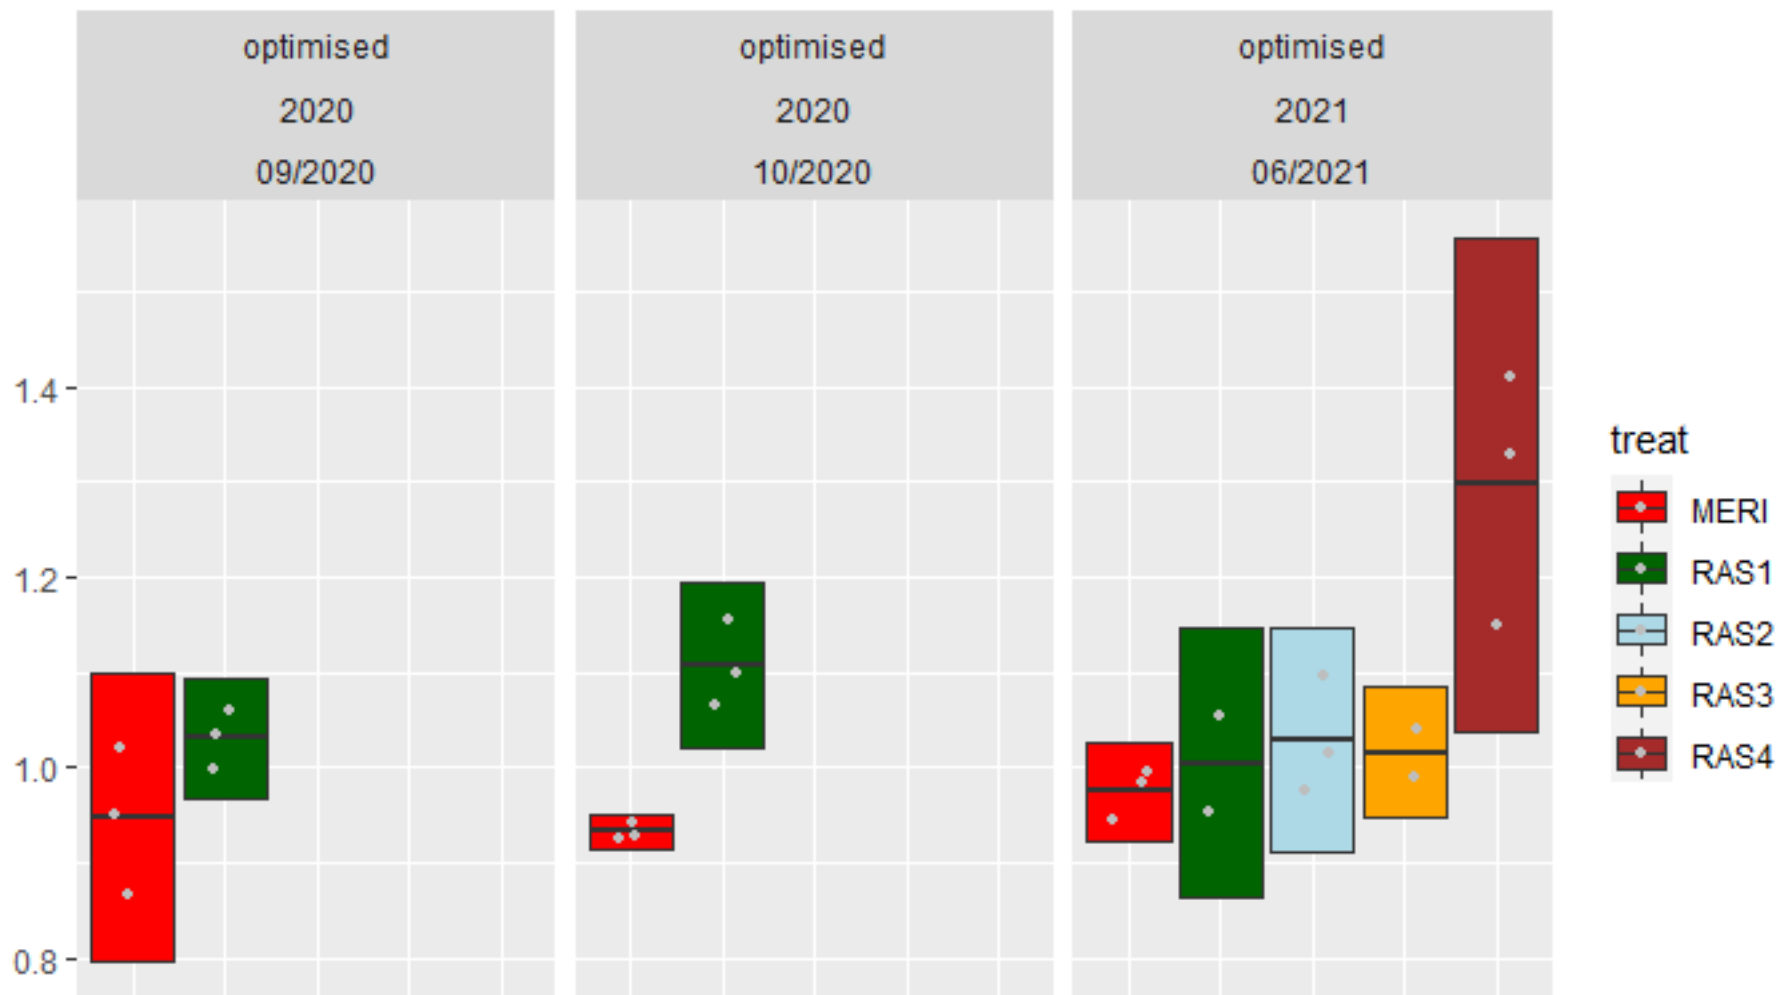 optimised
2020
09/2020
optimised
2020
10/2020
optimised
2021
06/2021
1.4
1.2
1.0
0.8
treat
MERI
RAS1
RAS2
RAS3
RAS4